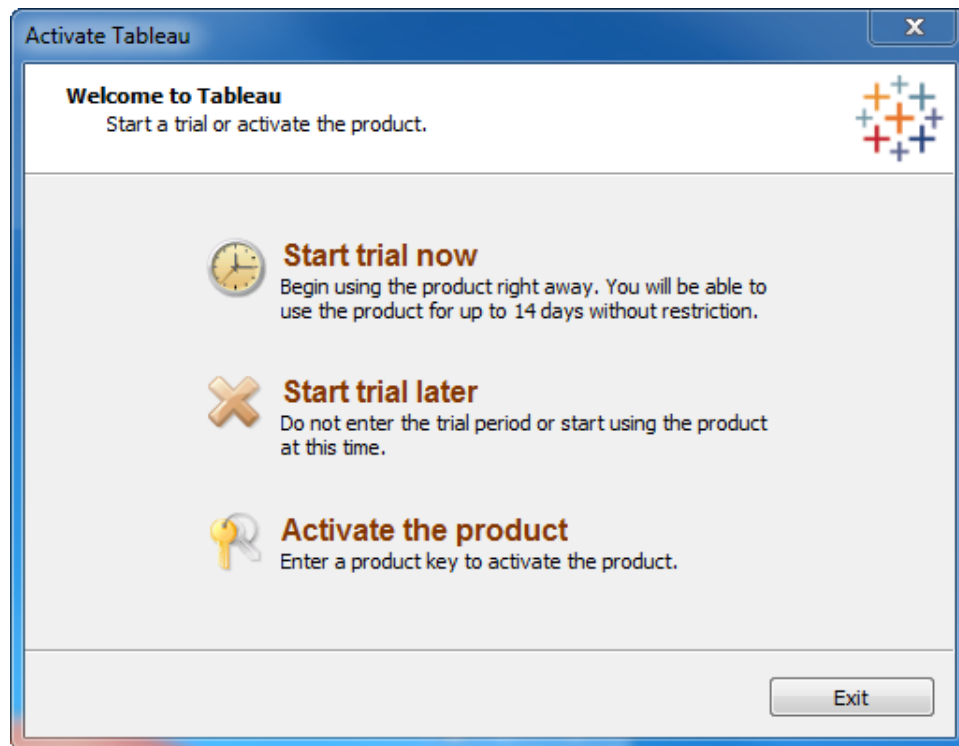 Activate Tableau
Welcome to Tableau
Start a trial or activate the product.
Start trial now
Begin using the product right away. You will be able to
use the product for up to 14 days without restriction.
Start trial later
Do not enter the trial period or start using the product
at this time.
Activate the product
Enter a product key to activate the product.
Exit